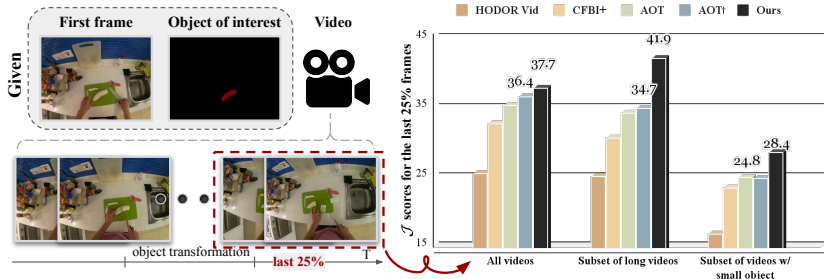 First frame
Object of interest
Video
Given
object transformation
last 25%
T
HODOR Vid
CFBI+
AOT
AOT†
Ours
𝒥 scores for the last 25% frames
45
35
25
15
36.4
37.7
34.7
41.9
24.8
28.4
All videos
Subset of long videos
Subset of videos w/
small object